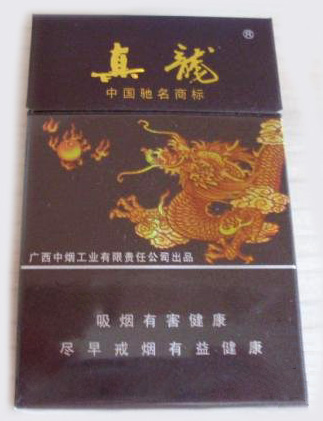 真龙
®
中国驰名商标
广西中烟工业有限责任公司出品
吸烟有害健康
尽早戒烟有益健康